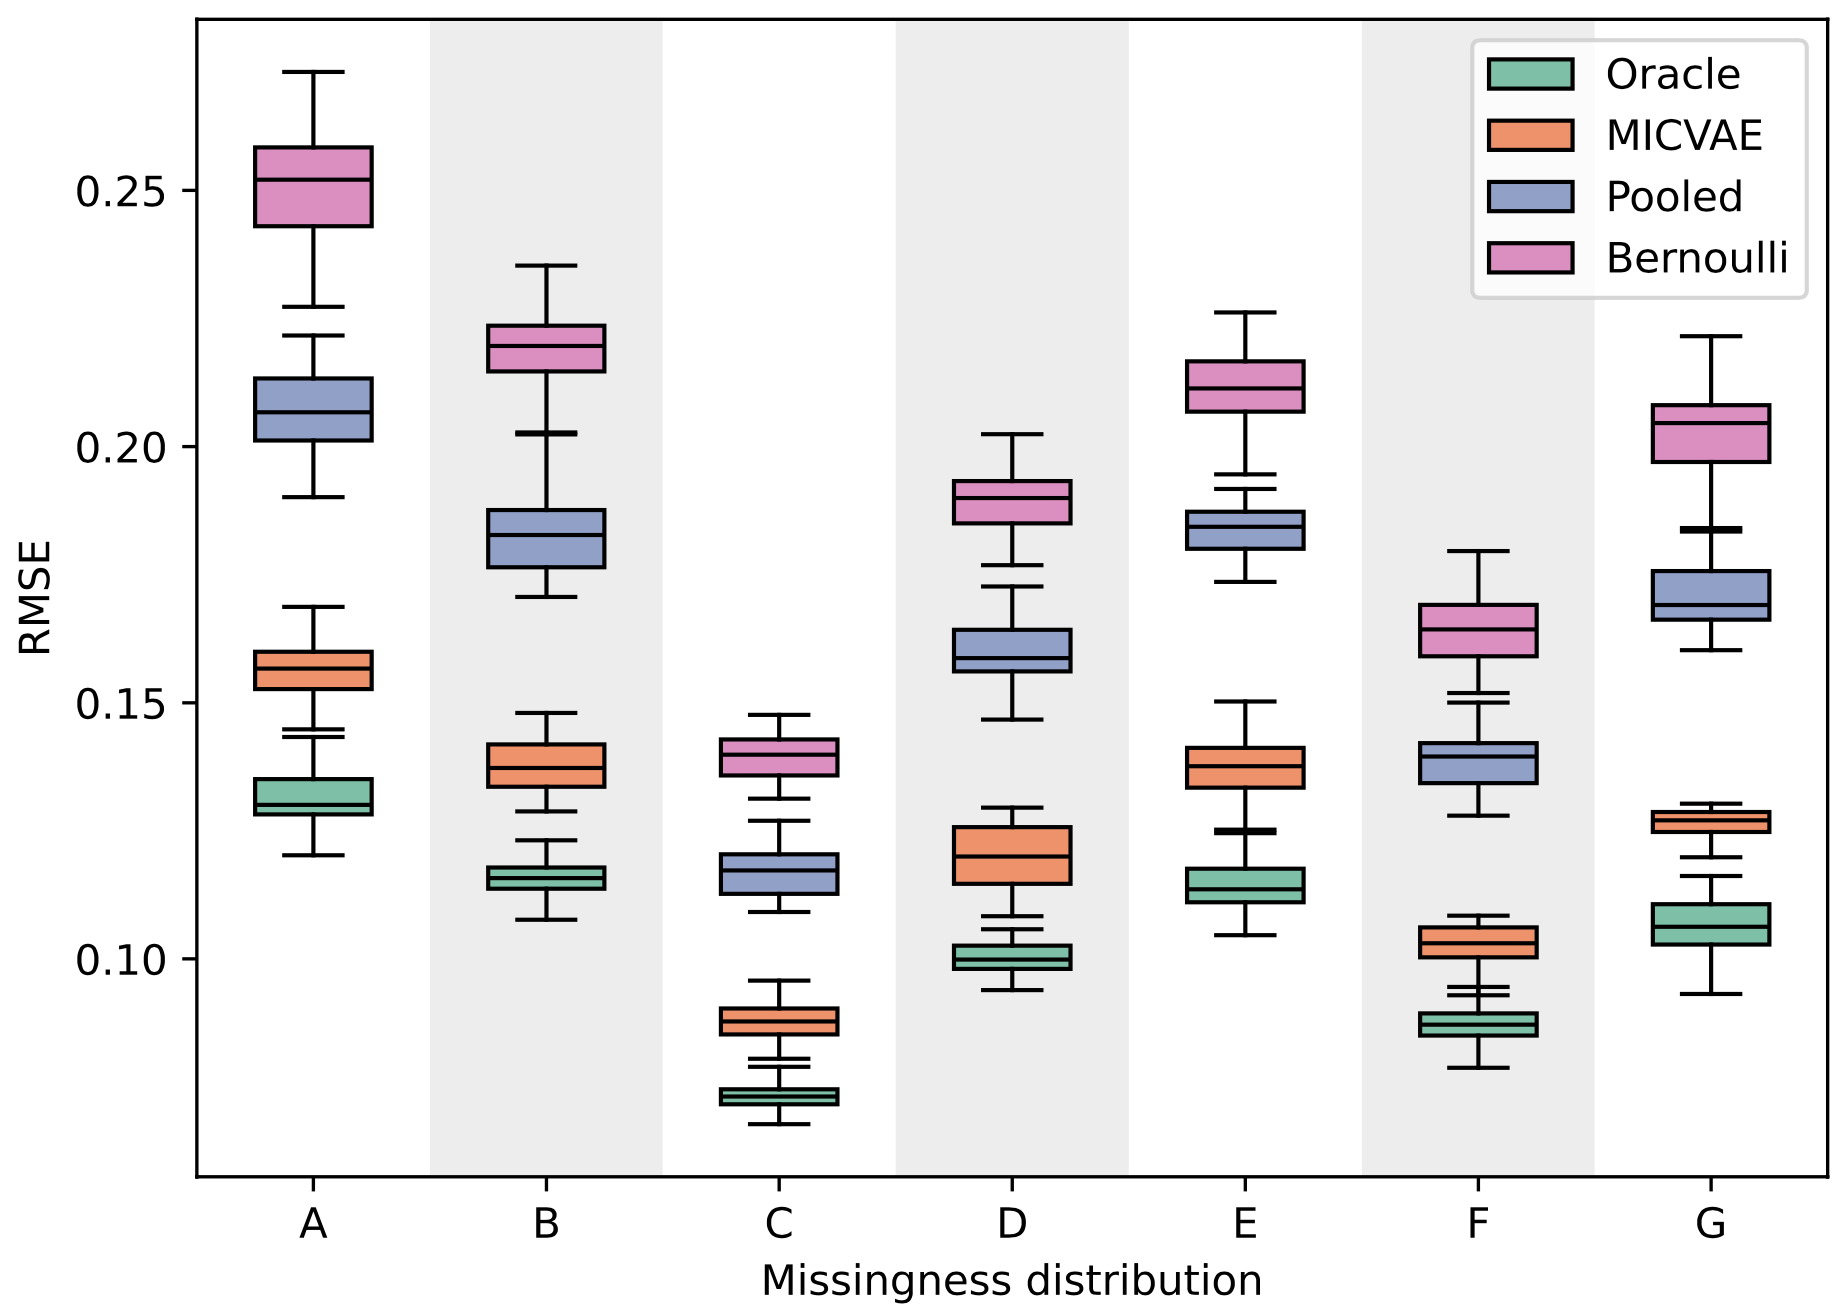 Oracle
MICVAE
Pooled
Bernoulli
0.25
0.20
0.15
0.10
RMSE
A B C D E F G
Missingness distribution